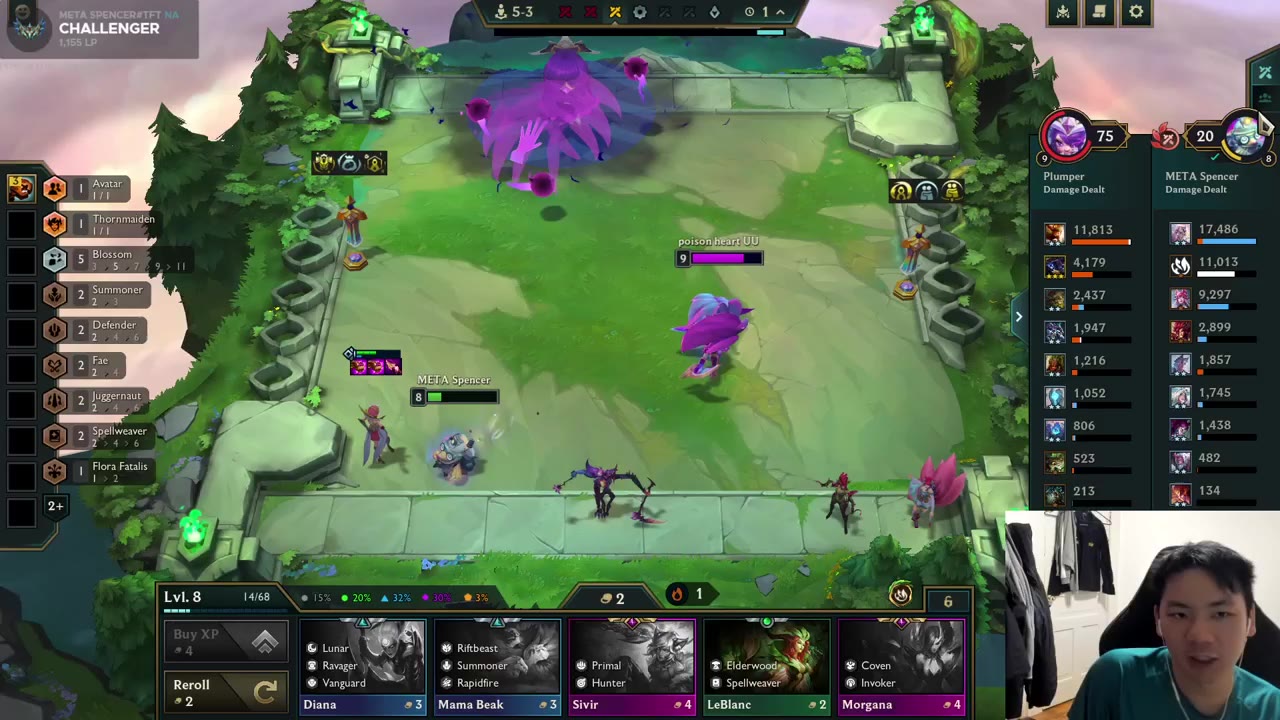 META SPENCER#TFT NA
CHALLENGER
1,155 LP
5-3
1
75
20
9
8
Plumper
Damage Dealt
META Spencer
Damage Dealt
11,813
17,486
4,179
11,013
2,437
9,297
1,947
2,899
1,216
1,857
1,052
1,745
806
1,438
523
482
213
134
1
Avatar
1 / 1
1
Thornmaiden
1 / 1
5
Blossom
3 › 5 › 7 › 9 › 11
2
Summoner
2 › 3
2
Defender
2 › 4 › 6
2
Fae
2 › 4
2
Juggernaut
2 › 4 › 6
2
Spellweaver
2 › 4 › 6
1
Flora Fatalis
1 › 2
2+
poison heart UU
9
META Spencer
8
Lvl. 8
14/68
15%
20%
32%
30%
3%
2
1
6
Buy XP
4
Reroll
2
Lunar
Ravager
Vanguard
Diana
3
Riftbeast
Summoner
Rapidfire
Mama Beak
3
Primal
Hunter
Sivir
4
Elderwood
Spellweaver
LeBlanc
2
Coven
Invoker
Morgana
4